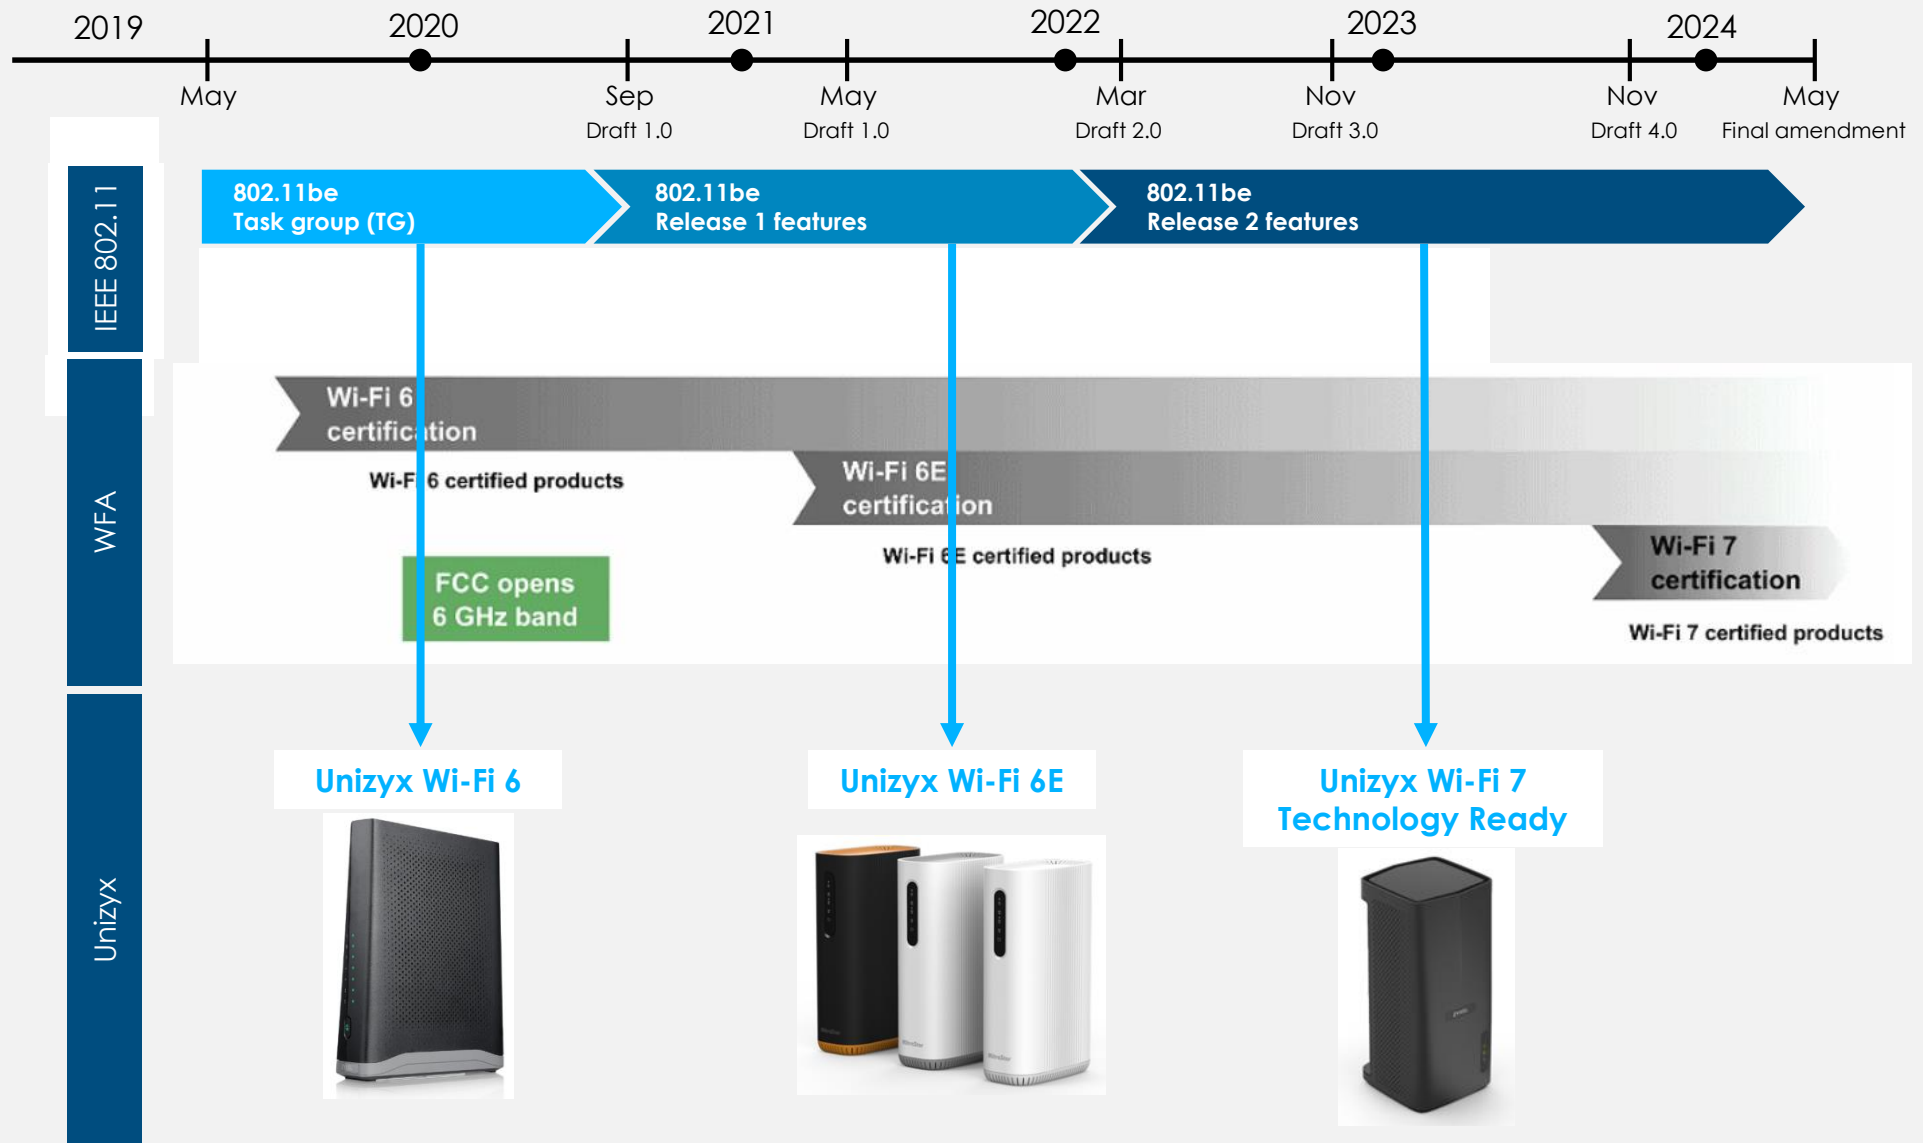 2019
2020
2021
2022
2023
2024
May
Sep
May
Mar
Nov
Nov
May
Draft 1.0
Draft 1.0
Draft 2.0
Draft 3.0
Draft 4.0
Final amendment
IEEE 802.11
802.11be
Task group (TG)
802.11be
Release 1 features
802.11be
Release 2 features
WFA
Wi-Fi 6
certification
Wi-Fi 6 certified products
Wi-Fi 6E
certification
Wi-Fi 6E certified products
FCC opens
6 GHz band
Wi-Fi 7
certification
Wi-Fi 7 certified products
Unizyx
Unizyx Wi-Fi 6
Unizyx Wi-Fi 6E
Unizyx Wi-Fi 7
Technology Ready